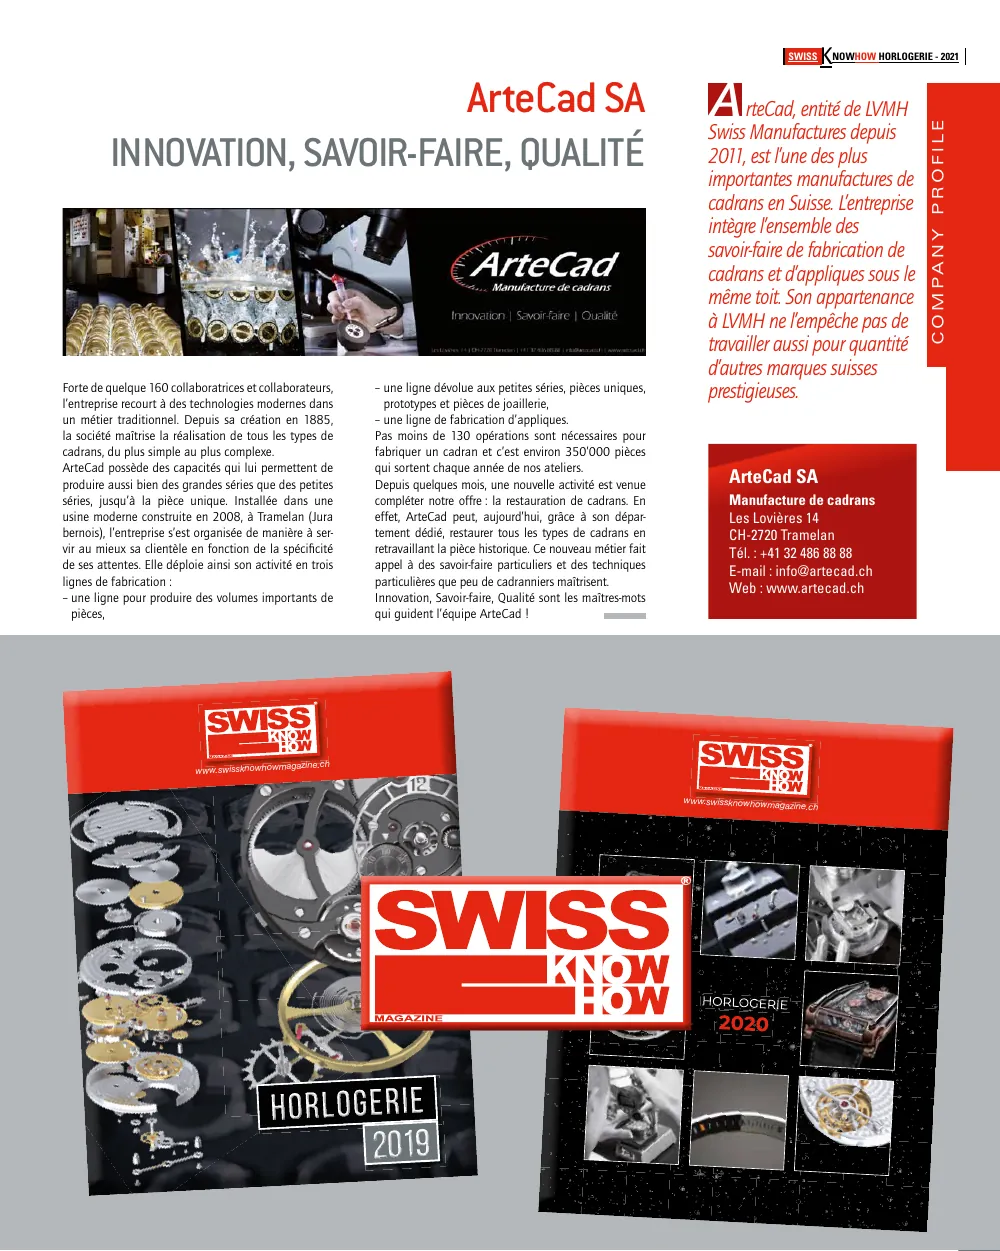 SWISS KNOWHOW HORLOGERIE - 2021
ArteCad SA
INNOVATION, SAVOIR-FAIRE, QUALITÉ
ArteCad
Manufacture de cadrans
Innovation | Savoir-faire | Qualité
Forte de quelque 160 collaboratrices et collaborateurs,
l'entreprise recourt à des technologies modernes dans
un métier traditionnel. Depuis sa création en 1885,
la société maîtrise la réalisation de tous les types de
cadrans, du plus simple au plus complexe.
ArteCad possède des capacités qui lui permettent de
produire aussi bien des grandes séries que des petites
séries, jusqu'à la pièce unique. Installée dans une
usine moderne construite en 2008, à Tramelan (Jura
bernois), l'entreprise s'est organisée de manière à ser-
vir au mieux sa clientèle en fonction de la spécificité
de ses attentes. Elle déploie ainsi son activité en trois
lignes de fabrication :
– une ligne pour produire des volumes importants de
pièces,
– une ligne dévolue aux petites séries, pièces uniques,
prototypes et pièces de joaillerie,
– une ligne de fabrication d'appliques.
Pas moins de 130 opérations sont nécessaires pour
fabriquer un cadran et c'est environ 350'000 pièces
qui sortent chaque année de nos ateliers.
Depuis quelques mois, une nouvelle activité est venue
compléter notre offre : la restauration de cadrans. En
effet, ArteCad peut, aujourd'hui, grâce à son dépar-
tement dédié, restaurer tous les types de cadrans en
retravaillant la pièce historique. Ce nouveau métier fait
appel à des savoir-faire particuliers et des techniques
particulières que peu de cadranniers maîtrisent.
Innovation, Savoir-faire, Qualité sont les maîtres-mots
qui guident l'équipe ArteCad !
ArteCad, entité de LVMH
Swiss Manufactures depuis
2011, est l'une des plus
importantes manufactures de
cadrans en Suisse. L'entreprise
intègre l'ensemble des
savoir-faire de fabrication de
cadrans et d'appliques sous le
même toit. Son appartenance
à LVMH ne l'empêche pas de
travailler aussi pour quantité
d'autres marques suisses
prestigieuses.
COMPANY PROFILE
ArteCad SA
Manufacture de cadrans
Les Lovières 14
CH-2720 Tramelan
Tél. : +41 32 486 88 88
E-mail : info@artecad.ch
Web : www.artecad.ch
SWISS
KNOW
HOW
MAGAZINE
www.swissknowhowmagazine.ch
12
HORLOGERIE
2019
SWISS
KNOW
HOW
MAGAZINE
www.swissknowhowmagazine.ch
HORLOGERIE
2020
SWISS®
KNOW
HOW
MAGAZINE